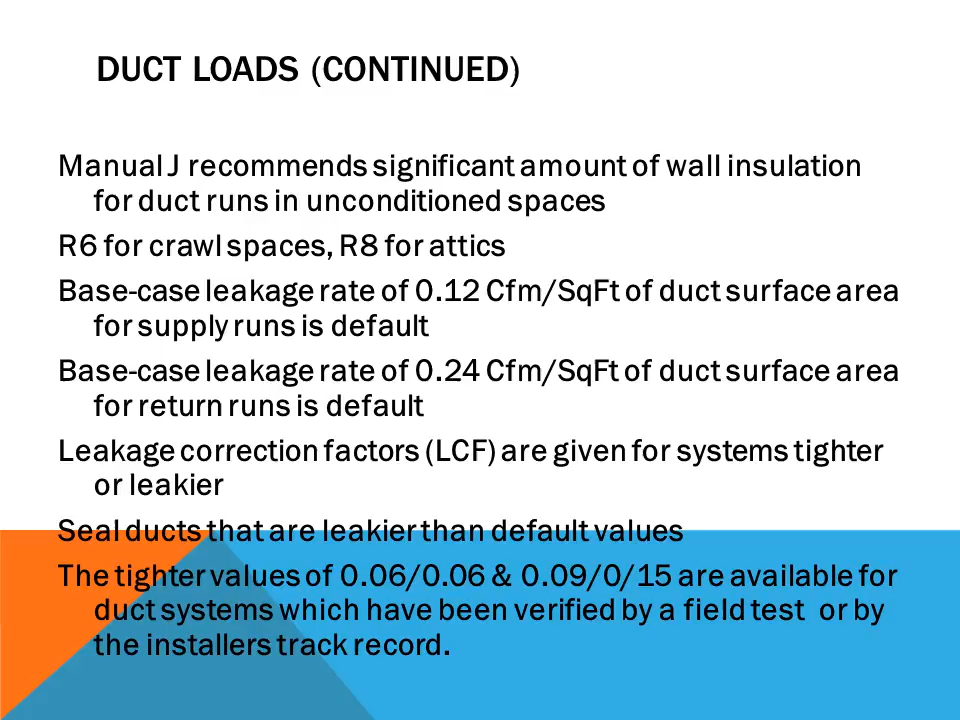 DUCT LOADS (CONTINUED)
Manual J recommends significant amount of wall insulation
for duct runs in unconditioned spaces
R6 for crawl spaces, R8 for attics
Base-case leakage rate of 0.12 Cfm/SqFt of duct surface area
for supply runs is default
Base-case leakage rate of 0.24 Cfm/SqFt of duct surface area
for return runs is default
Leakage correction factors (LCF) are given for systems tighter
or leakier
Seal ducts that are leakier than default values
The tighter values of 0.06/0.06 & 0.09/0/15 are available for
duct systems which have been verified by a field test or by
the installers track record.